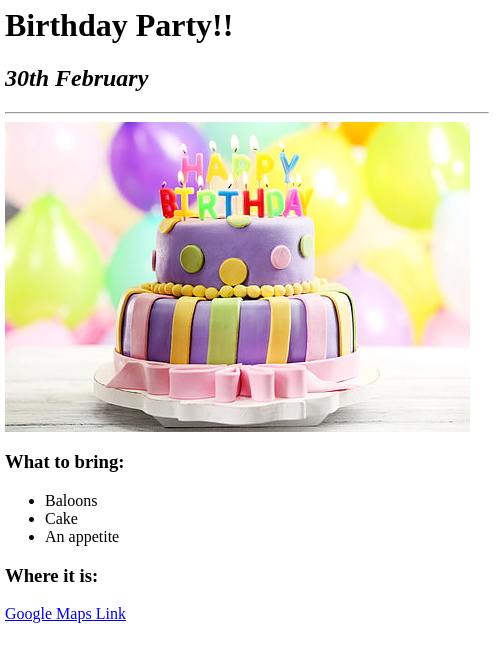 Birthday Party!!
30th February
HAPPY
BIRTHDAY
What to bring:
Baloons
Cake
An appetite
Where it is:
Google Maps Link